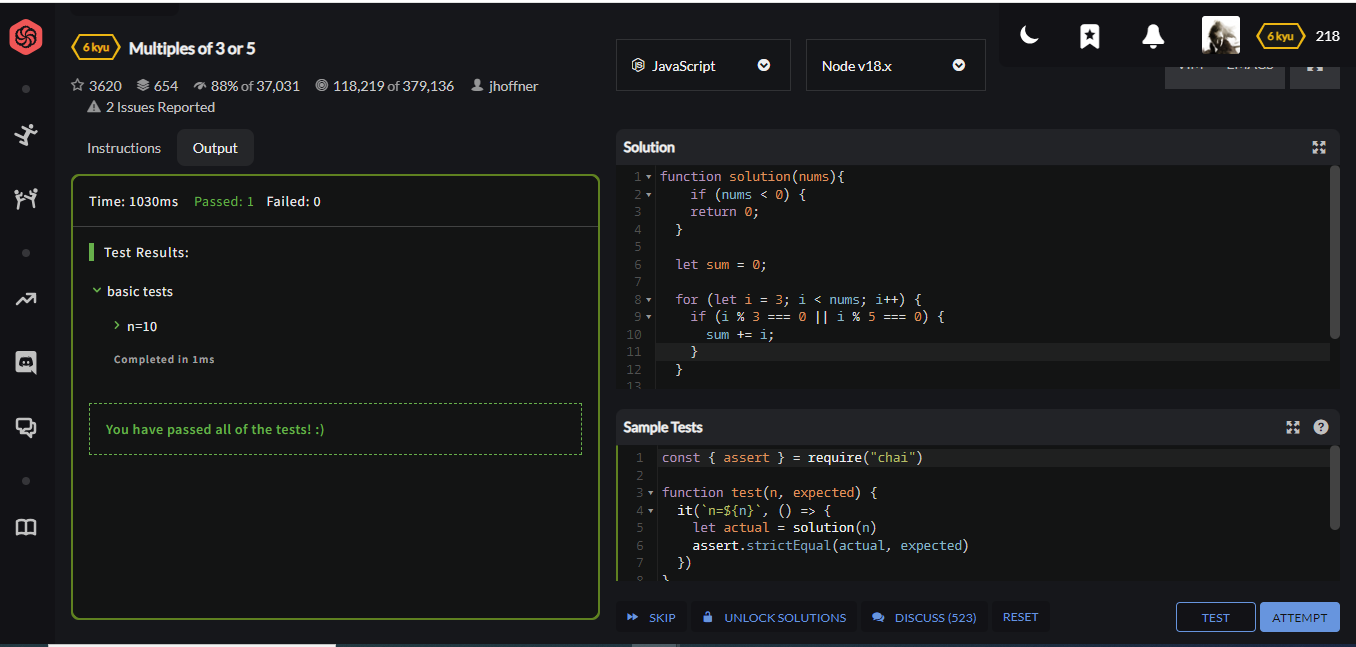 6 kyu Multiples of 3 or 5
3620 654 88% of 37,031 118,219 of 379,136 jhoffner
2 Issues Reported
6 kyu 218
JavaScript
Node v18.x
Instructions Output
Time: 1030ms Passed: 1 Failed: 0
Test Results:
basic tests
n=10
Completed in 1ms
You have passed all of the tests! :)
Solution
1 function solution(nums){
2 if (nums < 0) {
3 return 0;
4 }
5
6 let sum = 0;
7
8 for (let i = 3; i < nums; i++) {
9 if (i % 3 === 0 || i % 5 === 0) {
10 sum += i;
11 }
12 }
13
Sample Tests
1 const { assert } = require("chai")
2
3 function test(n, expected) {
4 it(`n=${n}`, () => {
5 let actual = solution(n)
6 assert.strictEqual(actual, expected)
7 })
8 }
SKIP UNLOCK SOLUTIONS DISCUSS (523) RESET TEST ATTEMPT